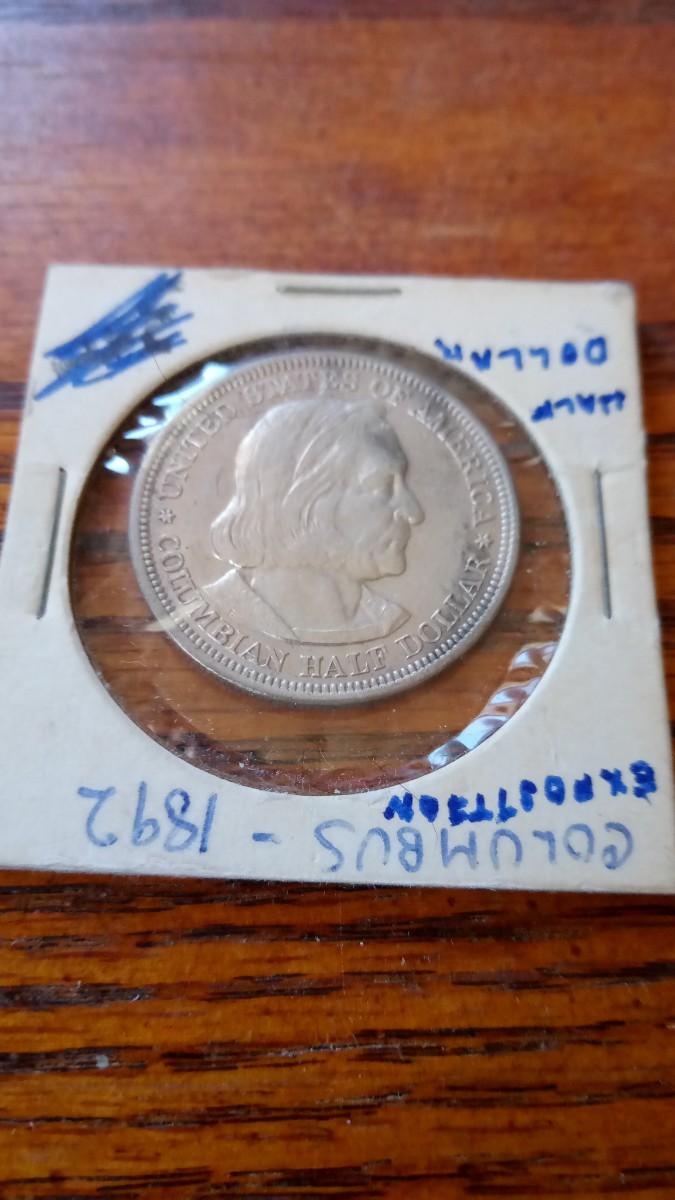 HALF
DOLLAR
UNITED STATES OF AMERICA
* COLUMBIAN HALF DOLLAR *
EXPOSITION
COLUMBUS - 1892